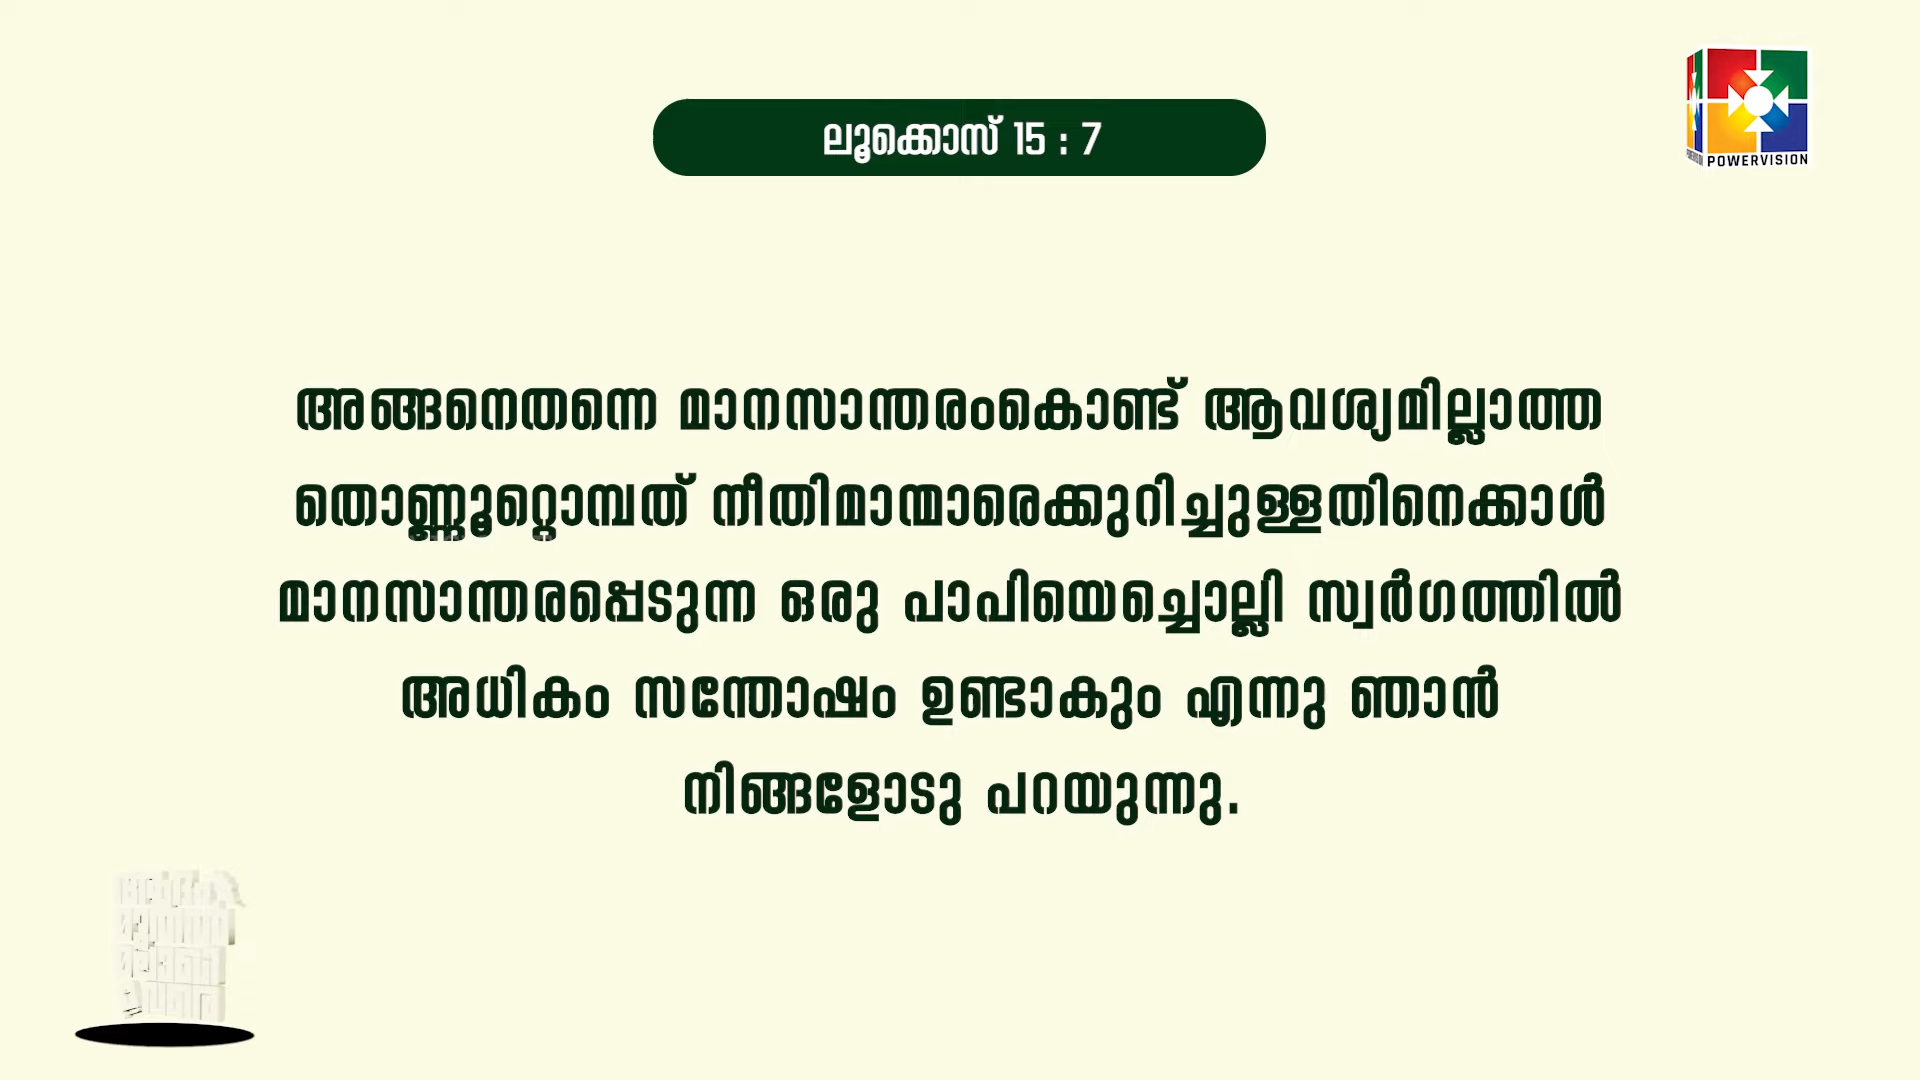 ലൂക്കൊസ് 15 : 7
POWERVISION
അങ്ങനെതന്നെ മാനസാന്തരംകൊണ്ട് ആവശ്യമില്ലാത്ത
തൊണ്ണൂറ്റൊമ്പത് നീതിമാന്മാരെക്കുറിച്ചുള്ളതിനെക്കാൾ
മാനസാന്തരപ്പെടുന്ന ഒരു പാപിയെച്ചൊല്ലി സ്വർഗത്തിൽ
അധികം സന്തോഷം ഉണ്ടാകും എന്നു ഞാൻ
നിങ്ങളോടു പറയുന്നു.